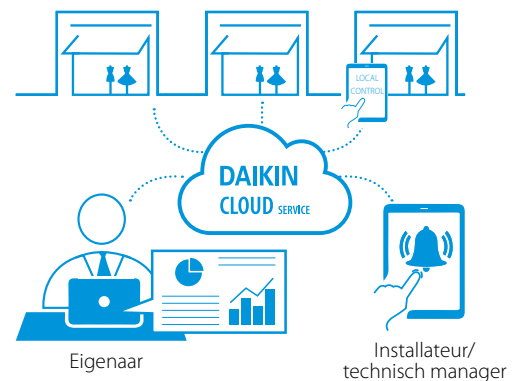 LOCAL
CONTROL
DAIKIN
CLOUD SERVICE
Eigenaar
Installateur/
technisch manager